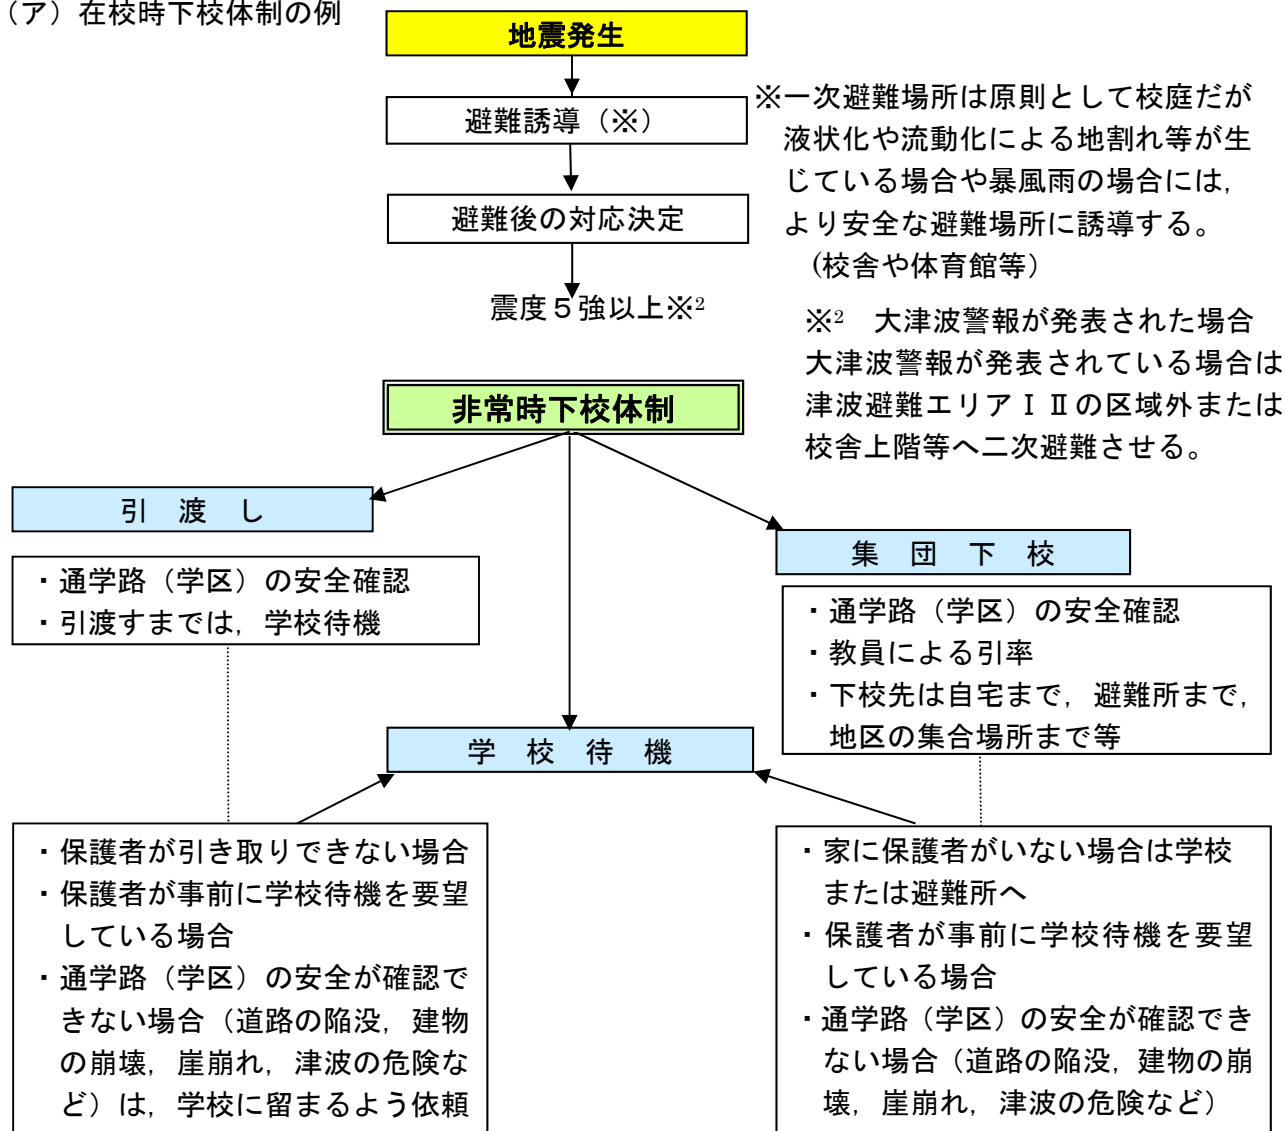 （ア）在校時下校体制の例
地震発生
避難誘導（※）
避難後の対応決定
震度５強以上※2
※一次避難場所は原則として校庭だが
液状化や流動化による地割れ等が生
じている場合や暴風雨の場合には，
より安全な避難場所に誘導する。
(校舎や体育館等）
※2　大津波警報が発表された場合
大津波警報が発表されている場合は
津波避難エリアⅠⅡの区域外または
校舎上階等へ二次避難させる。
非常時下校体制
引　渡　し
・通学路（学区）の安全確認
・引渡すまでは，学校待機
集　団　下　校
・通学路（学区）の安全確認
・教員による引率
・下校先は自宅まで，避難所まで，
地区の集合場所まで等
学　校　待　機
・保護者が引き取りできない場合
・保護者が事前に学校待機を要望
している場合
・通学路（学区）の安全が確認で
きない場合（道路の陥没，建物
の崩壊，崖崩れ，津波の危険な
ど）は，学校に留まるよう依頼
・家に保護者がいない場合は学校
または避難所へ
・保護者が事前に学校待機を要望
している場合
・通学路（学区）の安全が確認でき
ない場合（道路の陥没，建物の崩
壊，崖崩れ，津波の危険など）